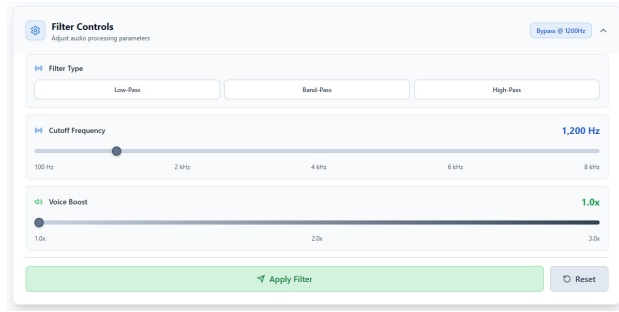 Filter Controls
Adjust audio processing parameters
Bypass @ 1200Hz
Filter Type
Low-Pass Band-Pass High-Pass
Cutoff Frequency 1,200 Hz
100 Hz 2 kHz 4 kHz 6 kHz 8 kHz
Voice Boost 1.0x
1.0x 2.0x 3.0x
Apply Filter Reset